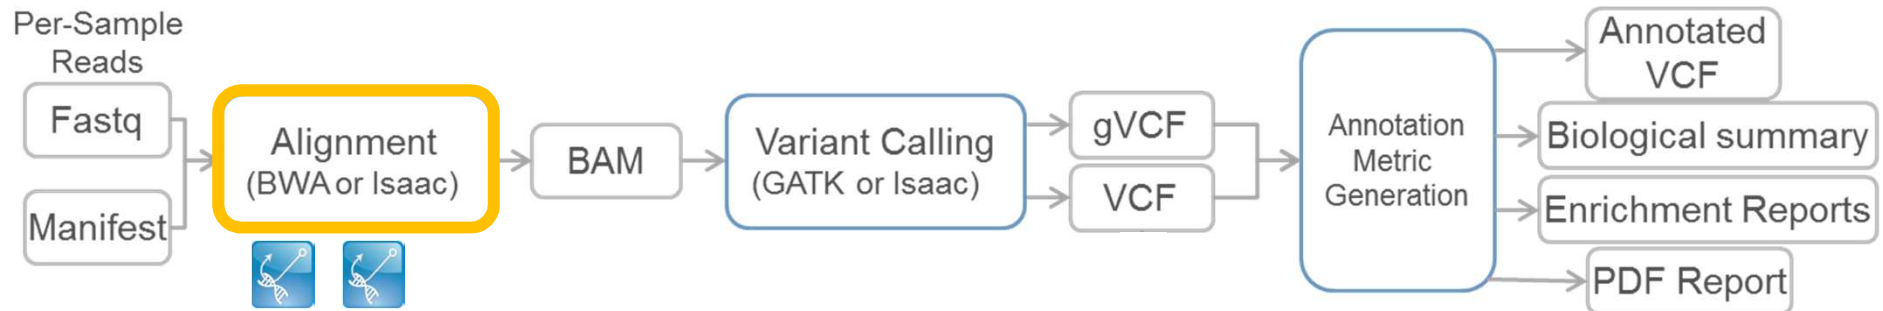 Per-Sample
Reads
Fastq
Manifest
Alignment
(BWA or Isaac)
BAM
Variant Calling
(GATK or Isaac)
gVCF
VCF
Annotation
Metric
Generation
Annotated
VCF
Biological summary
Enrichment Reports
PDF Report